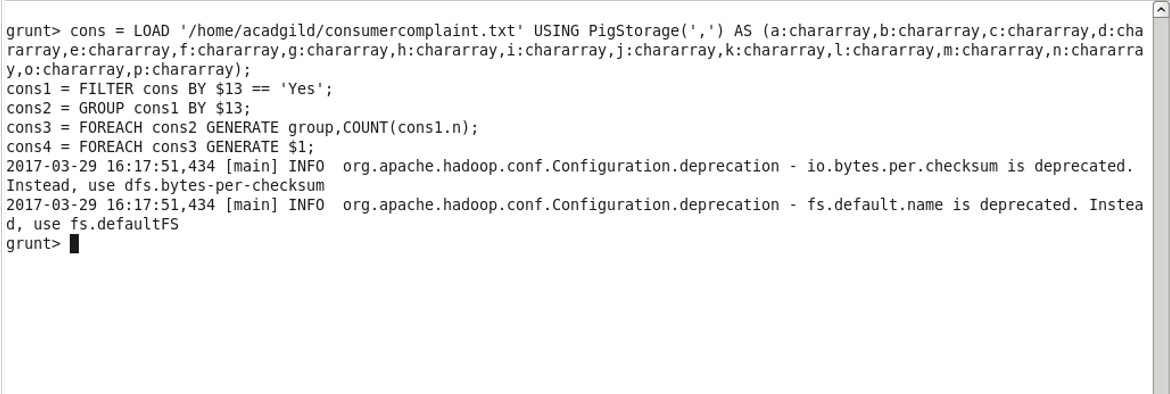 grunt> cons = LOAD '/home/acadgild/consumercomplaint.txt' USING PigStorage(',') AS (a:chararray,b:chararray,c:chararray,d:cha
rarray,e:chararray,f:chararray,g:chararray,h:chararray,i:chararray,j:chararray,k:chararray,l:chararray,m:chararray,n:chararra
y,o:chararray,p:chararray);
cons1 = FILTER cons BY $13 == 'Yes';
cons2 = GROUP cons1 BY $13;
cons3 = FOREACH cons2 GENERATE group,COUNT(cons1.n);
cons4 = FOREACH cons3 GENERATE $1;
2017-03-29 16:17:51,434 [main] INFO  org.apache.hadoop.conf.Configuration.deprecation - io.bytes.per.checksum is deprecated.
Instead, use dfs.bytes-per-checksum
2017-03-29 16:17:51,434 [main] INFO  org.apache.hadoop.conf.Configuration.deprecation - fs.default.name is deprecated. Instea
d, use fs.defaultFS
grunt>